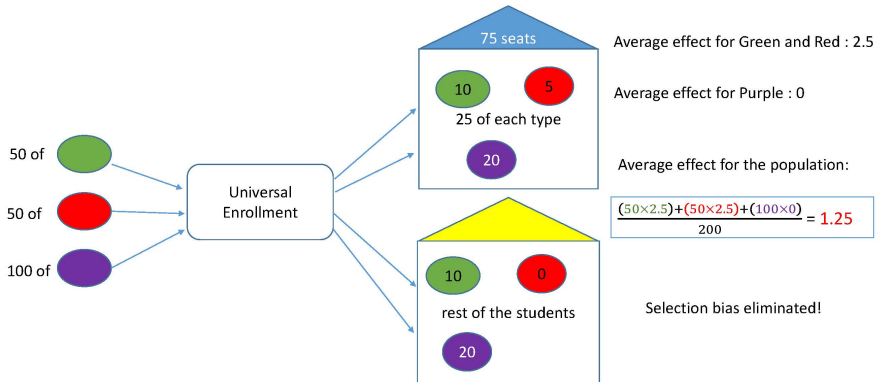 75 seats
Average effect for Green and Red : 2.5
10
5
Average effect for Purple : 0
25 of each type
50 of
20
Average effect for the population:
Universal
Enrollment
50 of
(50×2.5)+(50×2.5)+(100×0)
200
= 1.25
100 of
10
0
rest of the students
Selection bias eliminated!
20